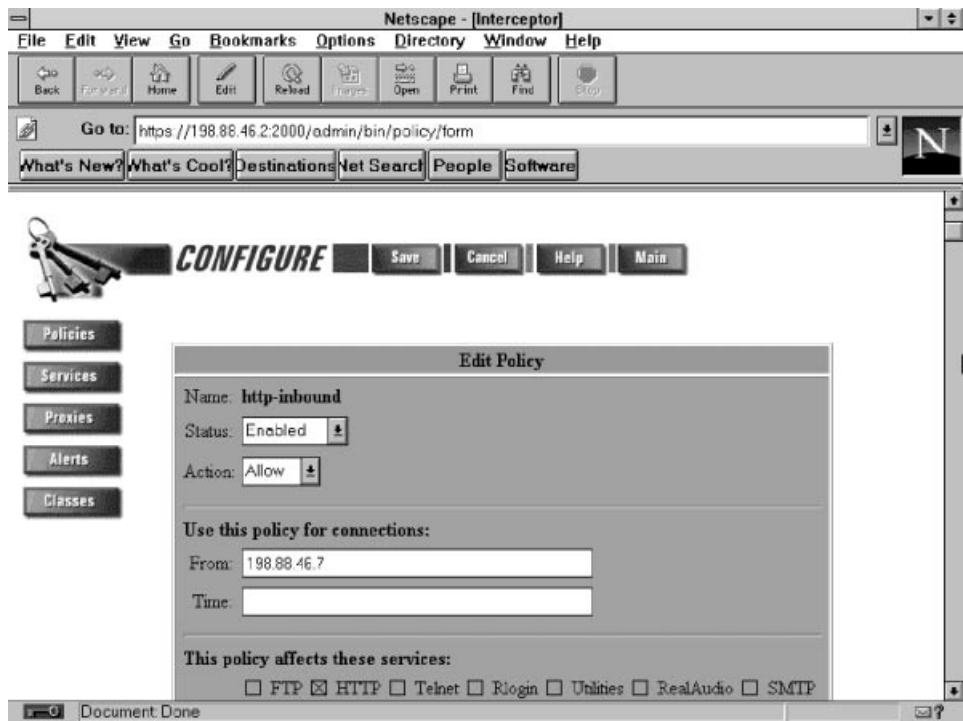 Netscape - [Interceptor]
File Edit View Go Bookmarks Options Directory Window Help
Back Forward Home Edit Reload Images Open Print Find Stop
Go to: https://198.88.46.2:2000/admin/bin/policy/form
N
What's New? What's Cool? Destinations Net Search People Software
CONFIGURE Save Cancel Help Main
Policies
Services
Proxies
Alerts
Classes
Edit Policy
Name: http-inbound
Status: Enabled
Action: Allow
Use this policy for connections:
From: 198.88.46.7
Time:
This policy affects these services:
FTP HTTP Telnet Rlogin Utilities RealAudio SMTP
Document: Done
?